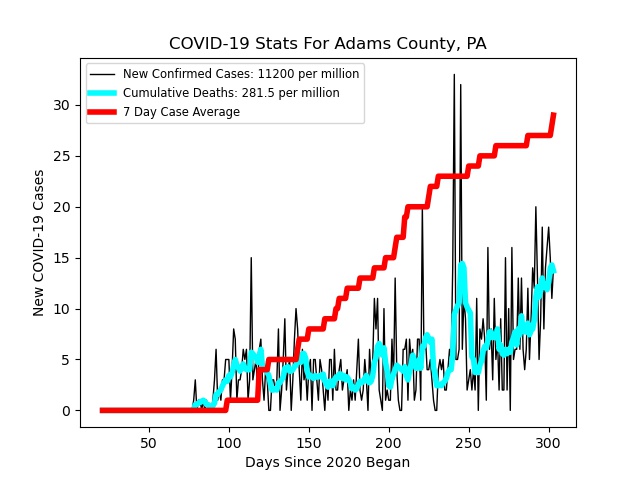 COVID-19 Stats For Adams County, PA
New Confirmed Cases: 11200 per million
Cumulative Deaths: 281.5 per million
7 Day Case Average
New COVID-19 Cases
30
25
20
15
10
5
0
50 100 150 200 250 300
Days Since 2020 Began